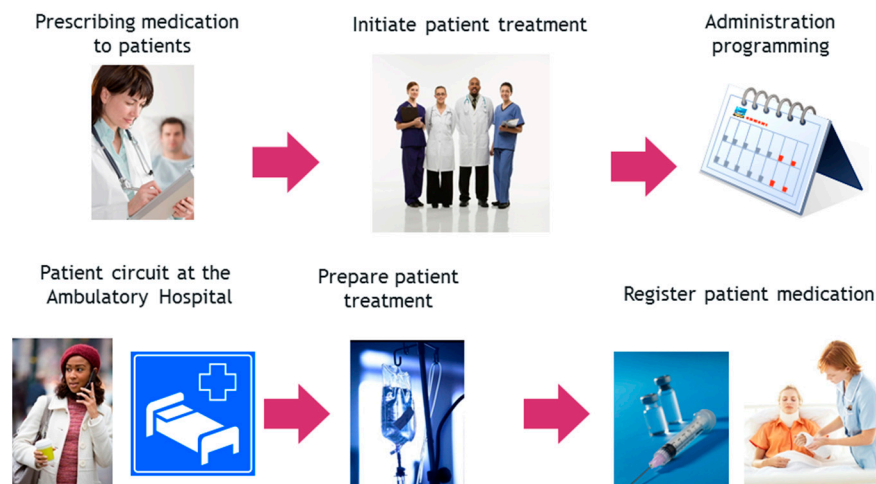 Prescribing medication
to patients
Initiate patient treatment
Administration
programming
Patient circuit at the
Ambulatory Hospital
Prepare patient
treatment
Register patient medication